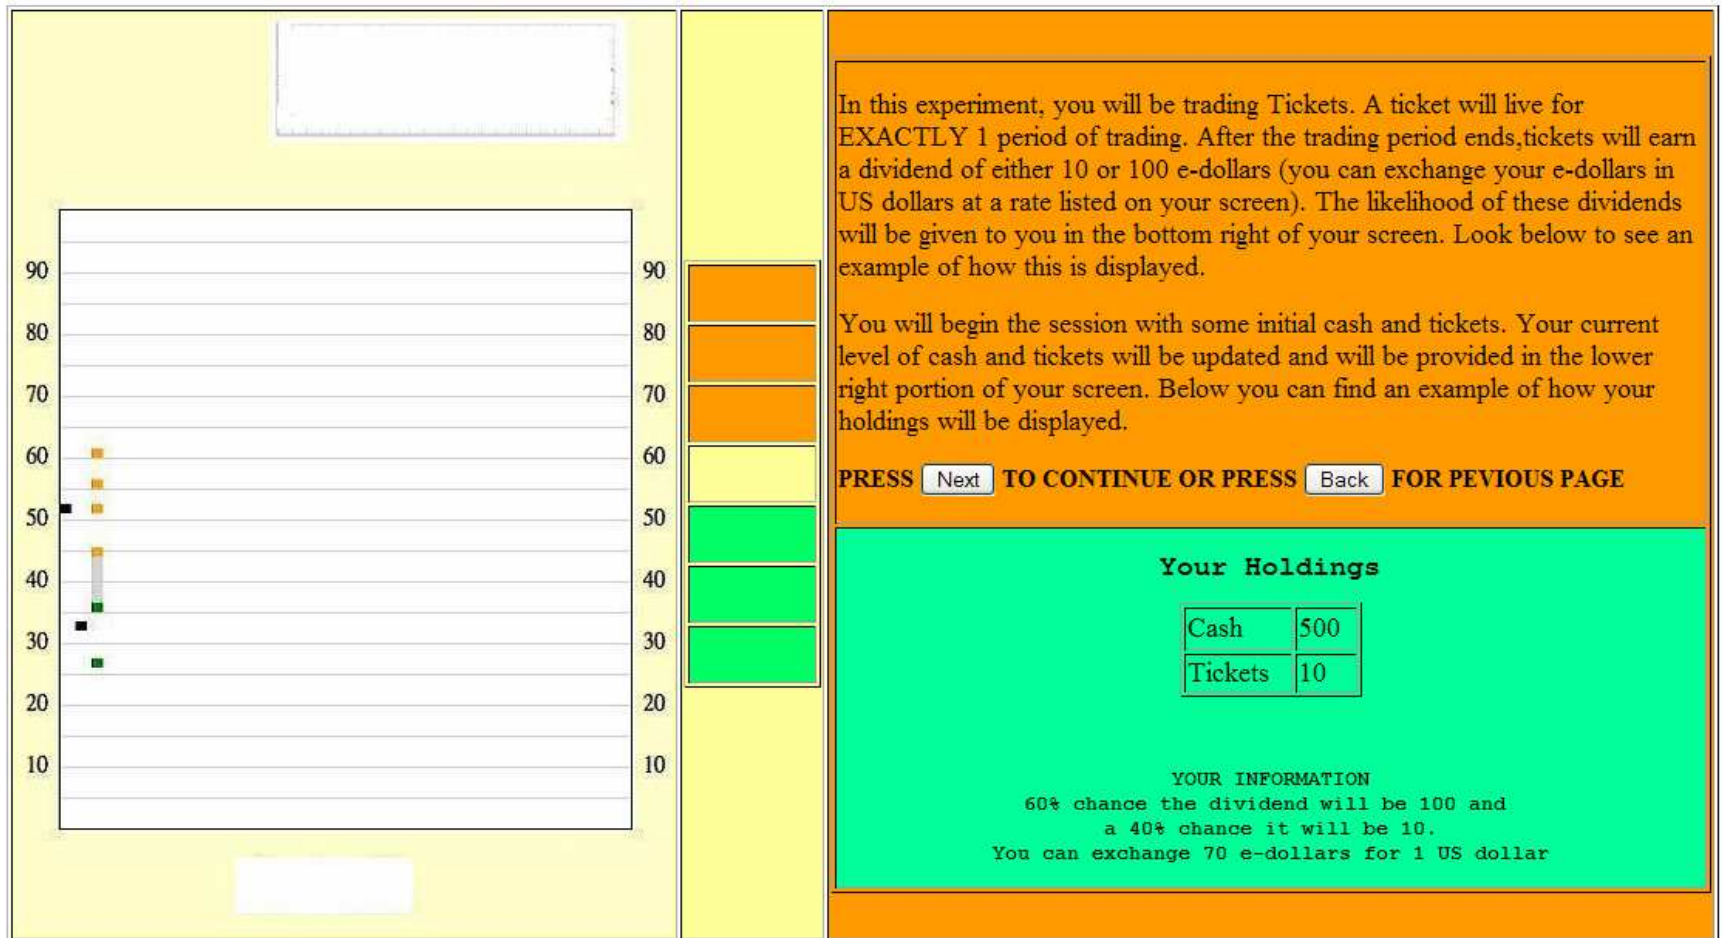 90
80
70
60
50
40
30
20
10
90
80
70
60
50
40
30
20
10
In this experiment, you will be trading Tickets. A ticket will live for
EXACTLY 1 period of trading. After the trading period ends,tickets will earn
a dividend of either 10 or 100 e-dollars (you can exchange your e-dollars in
US dollars at a rate listed on your screen). The likelihood of these dividends
will be given to you in the bottom right of your screen. Look below to see an
example of how this is displayed.
You will begin the session with some initial cash and tickets. Your current
level of cash and tickets will be updated and will be provided in the lower
right portion of your screen. Below you can find an example of how your
holdings will be displayed.
PRESS Next TO CONTINUE OR PRESS Back FOR PEVIOUS PAGE
Your Holdings
Cash 500
Tickets 10
YOUR INFORMATION
60% chance the dividend will be 100 and
a 40% chance it will be 10.
You can exchange 70 e-dollars for 1 US dollar